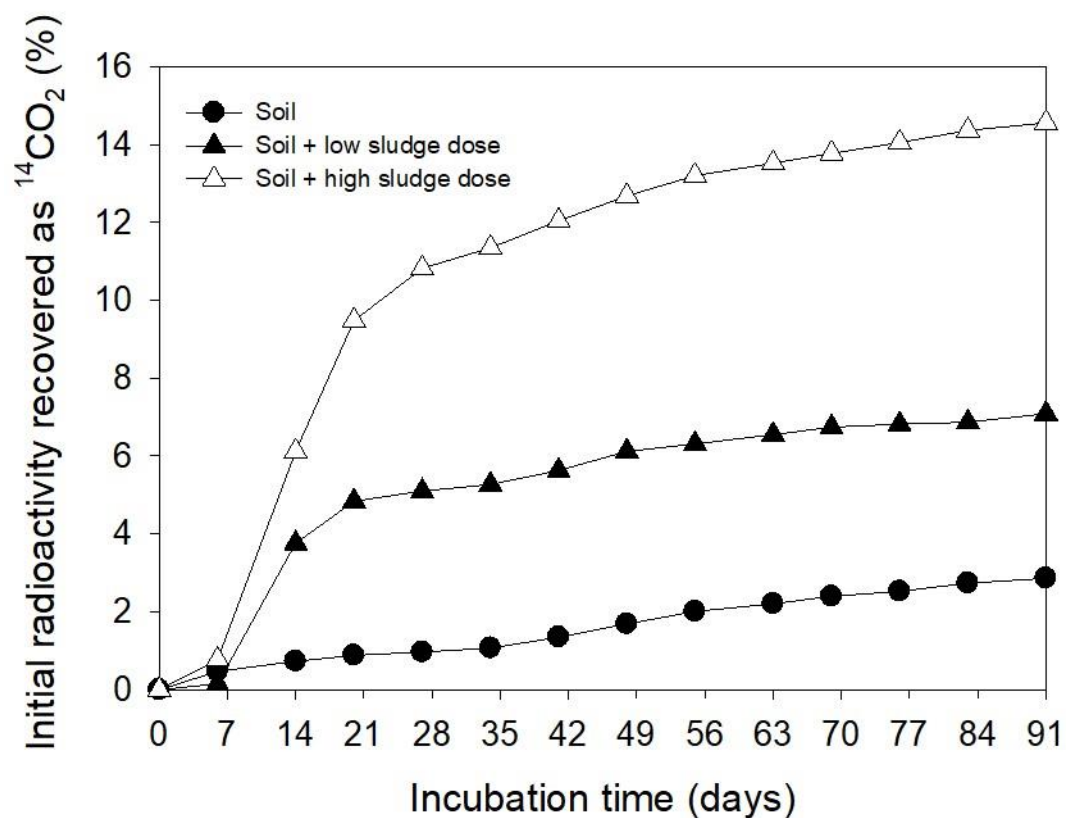 Initial radioactivity recovered as ¹⁴CO₂ (%)
16
14
12
10
8
6
4
2
0
Soil
Soil + low sludge dose
Soil + high sludge dose
0 7 14 21 28 35 42 49 56 63 70 77 84 91
Incubation time (days)